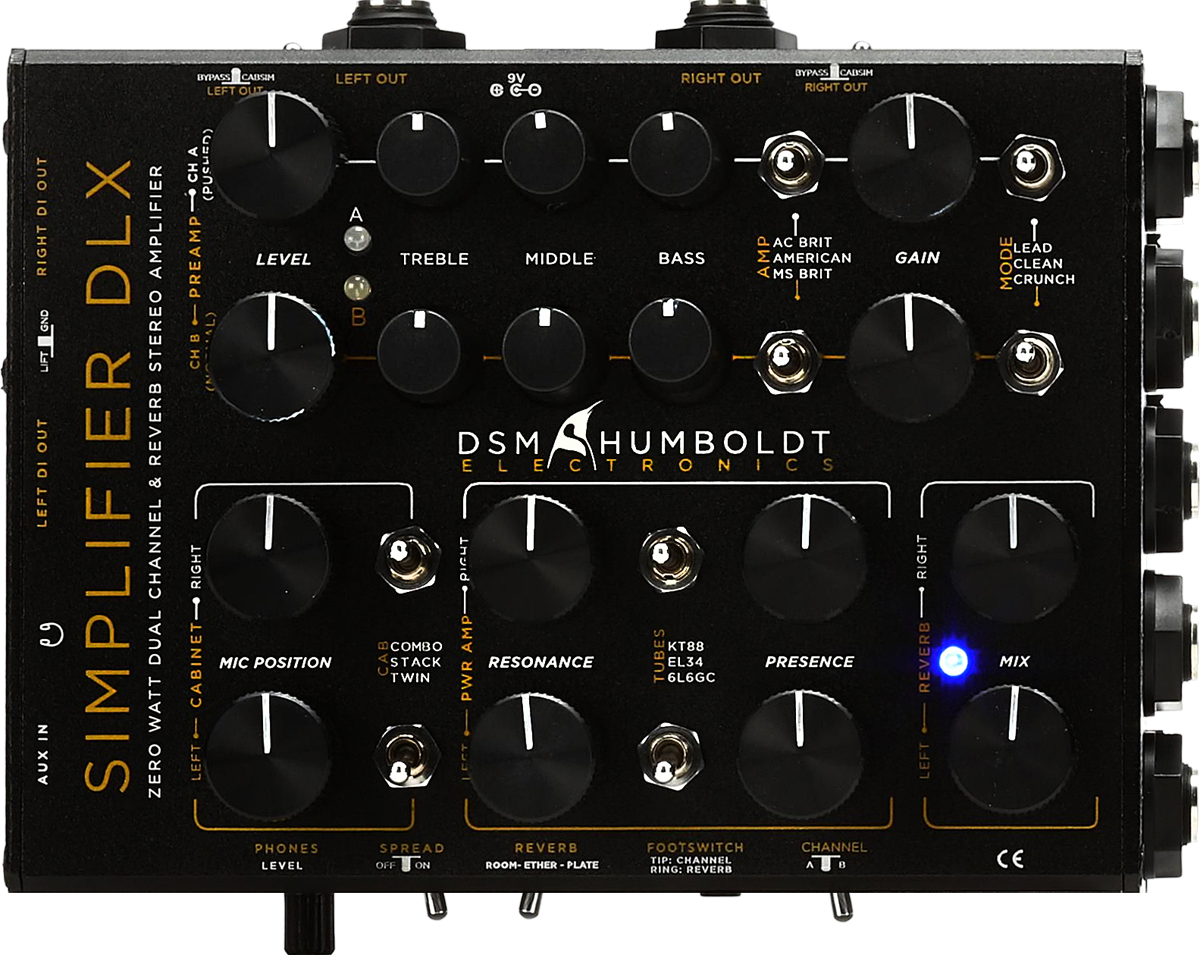 BYPASS CABSIM
LEFT OUT
LEFT OUT
9V
RIGHT OUT
BYPASS CABSIM
RIGHT OUT
RIGHT DI OUT
LIFT GND
LEFT DI OUT
AUX IN
SIMPLIFIER DLX
ZERO WATT DUAL CHANNEL & REVERB STEREO AMPLIFIER
CH B PREAMP CH A
(NORMAL) (PUSHED)
A
B
LEVEL
TREBLE
MIDDLE
BASS
AMP
AC BRIT
AMERICAN
MS BRIT
GAIN
MODE
LEAD
CLEAN
CRUNCH
DSM HUMBOLDT
ELECTRONICS
LEFT CABINET RIGHT
MIC POSITION
CAB
COMBO
STACK
TWIN
LEFT PWR AMP RIGHT
RESONANCE
TUBES
KT88
EL34
6L6GC
PRESENCE
LEFT REVERB RIGHT
MIX
PHONES
LEVEL
SPREAD
OFF ON
REVERB
ROOM- ETHER - PLATE
FOOTSWITCH
TIP: CHANNEL
RING: REVERB
CHANNEL
A B
CE